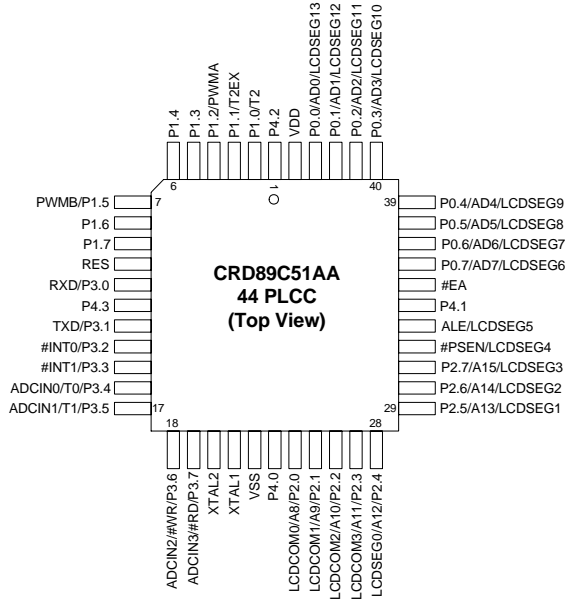 P1.4
P1.3
P1.2/PWMA
P1.1/T2EX
P1.0/T2
P4.2
VDD
P0.0/AD0/LCDSEG13
P0.1/AD1/LCDSEG12
P0.2/AD2/LCDSEG11
P0.3/AD3/LCDSEG10
6
1
40
PWMB/P1.5
P1.6
P1.7
RES
RXD/P3.0
P4.3
TXD/P3.1
#INT0/P3.2
#INT1/P3.3
ADCIN0/T0/P3.4
ADCIN1/T1/P3.5
7
17
CRD89C51AA
44 PLCC
(Top View)
39
29
P0.4/AD4/LCDSEG9
P0.5/AD5/LCDSEG8
P0.6/AD6/LCDSEG7
P0.7/AD7/LCDSEG6
#EA
P4.1
ALE/LCDSEG5
#PSEN/LCDSEG4
P2.7/A15/LCDSEG3
P2.6/A14/LCDSEG2
P2.5/A13/LCDSEG1
18
28
ADCIN2/#WR/P3.6
ADCIN3/#RD/P3.7
XTAL2
XTAL1
VSS
P4.0
LCDCOM0/A8/P2.0
LCDCOM1/A9/P2.1
LCDCOM2/A10/P2.2
LCDCOM3/A11/P2.3
LCDSEG0/A12/P2.4